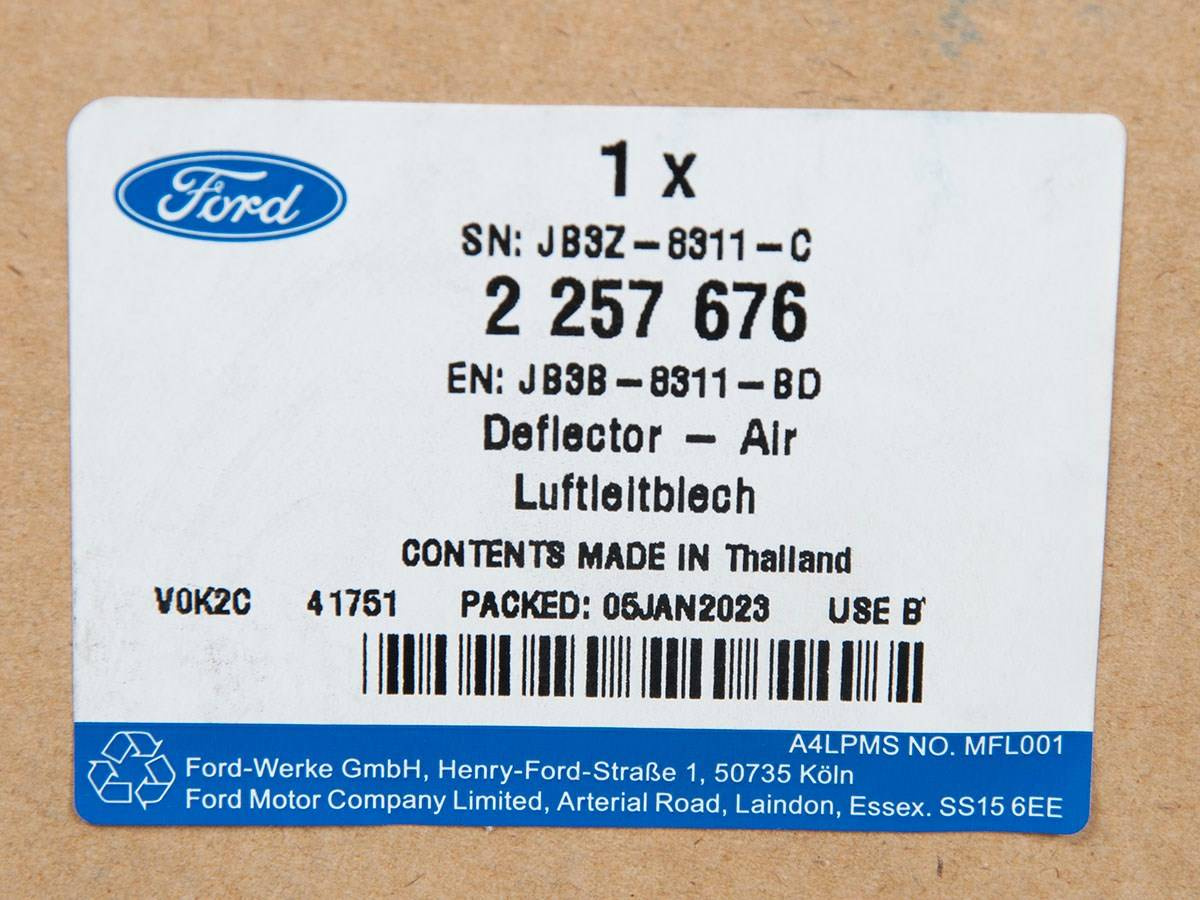 Ford
1 x
SN: JB3Z-8311-C
2 257 676
EN: JB3B-8311-BD
Deflector - Air
Luftleitblech
CONTENTS MADE IN Thailand
V0K2C 41751 PACKED: 05JAN2023 USE B
A4LPMS NO. MFL001
Ford-Werke GmbH, Henry-Ford-Straße 1, 50735 Köln
Ford Motor Company Limited, Arterial Road, Laindon, Essex. SS15 6EE